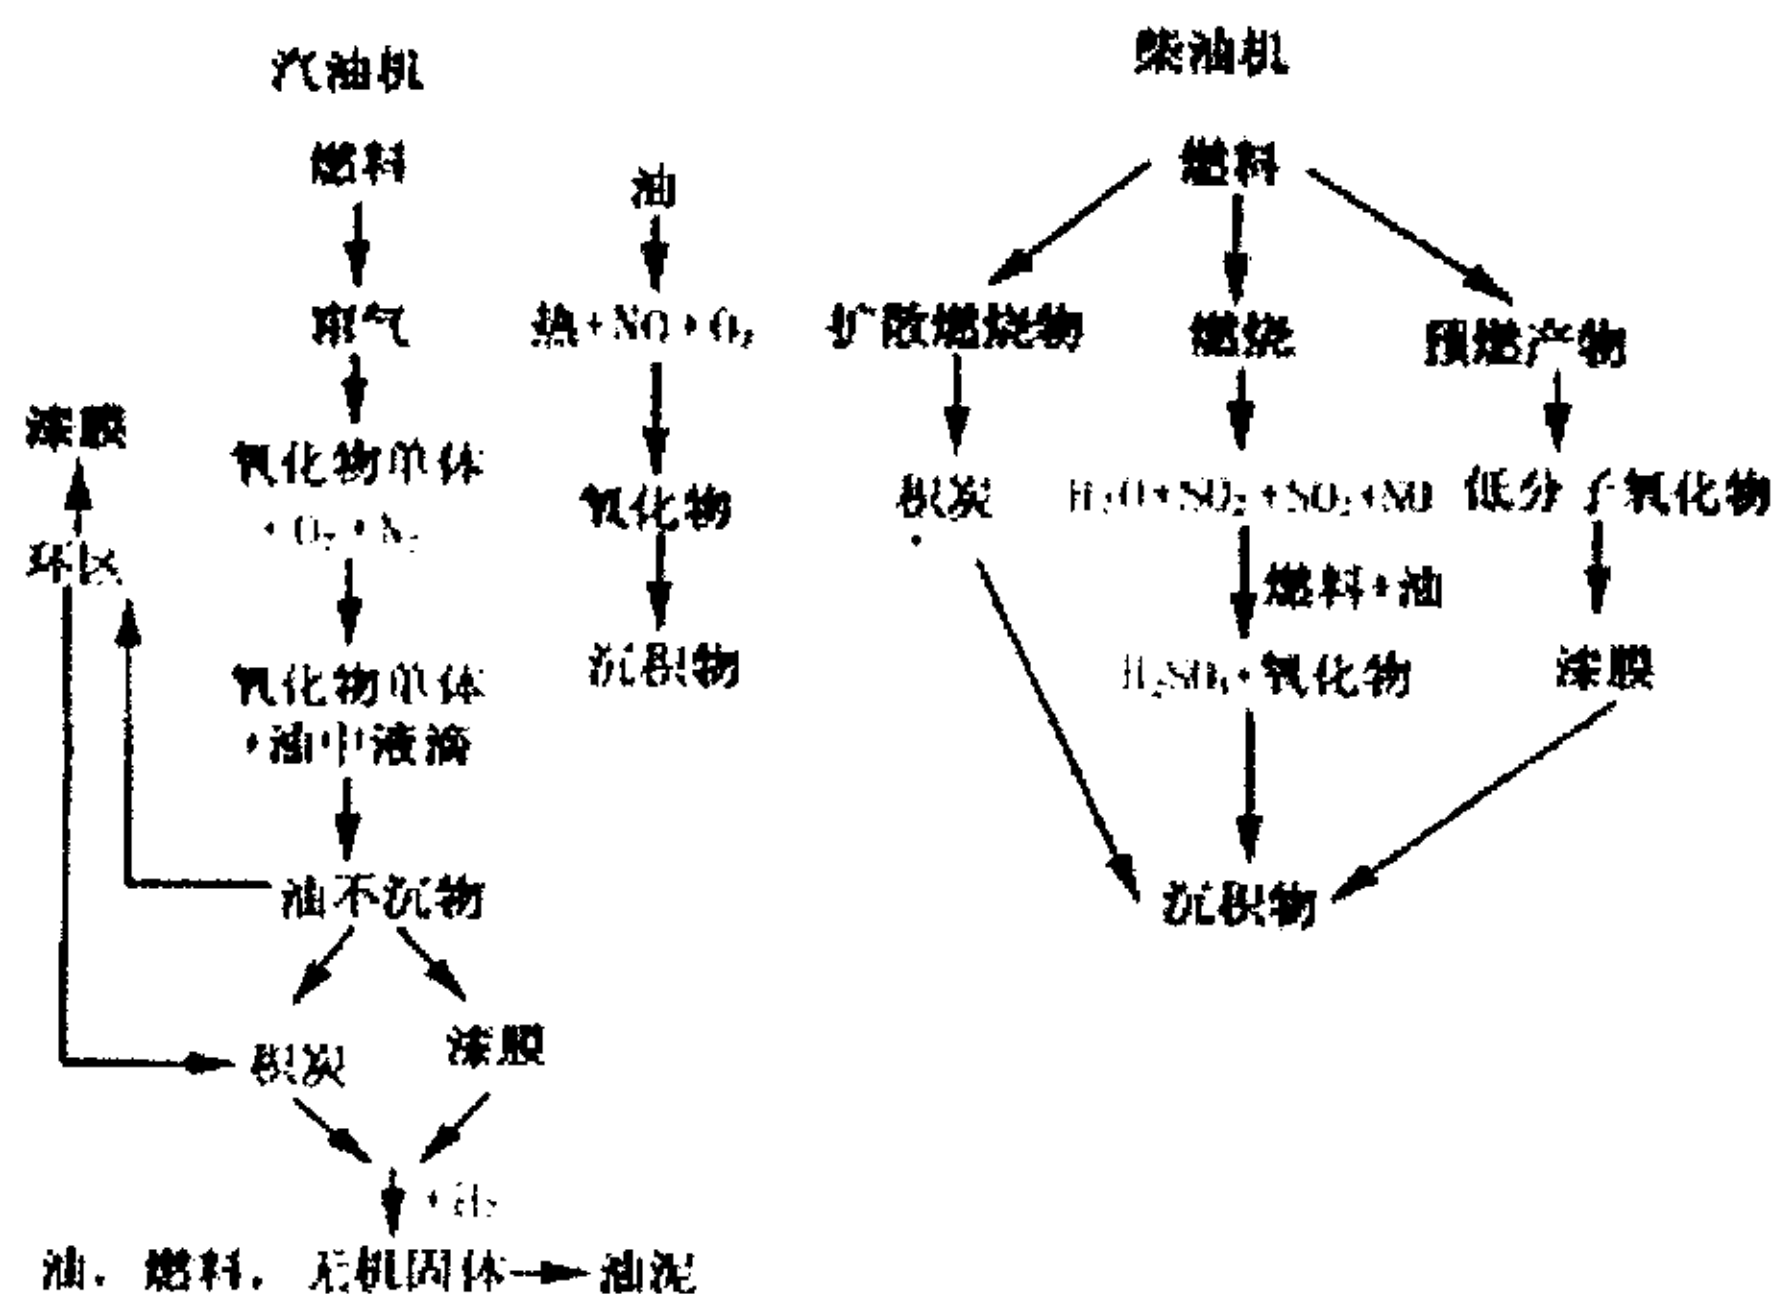 汽油机
燃料
窜气
氧化物单体
+O₂+N₂
氧化物单体
+油中液滴
油不沉物
漆膜
环区
积炭
漆膜
油、燃料、无机固体
油泥
油
热+NO+O₂
氧化物
沉积物
柴油机
燃料
扩散燃烧物
燃烧
预燃产物
积炭
H₂O+SO₂+SO₃+NO
低分子氧化物
燃料+油
H₂SO₄+氧化物
漆膜
沉积物